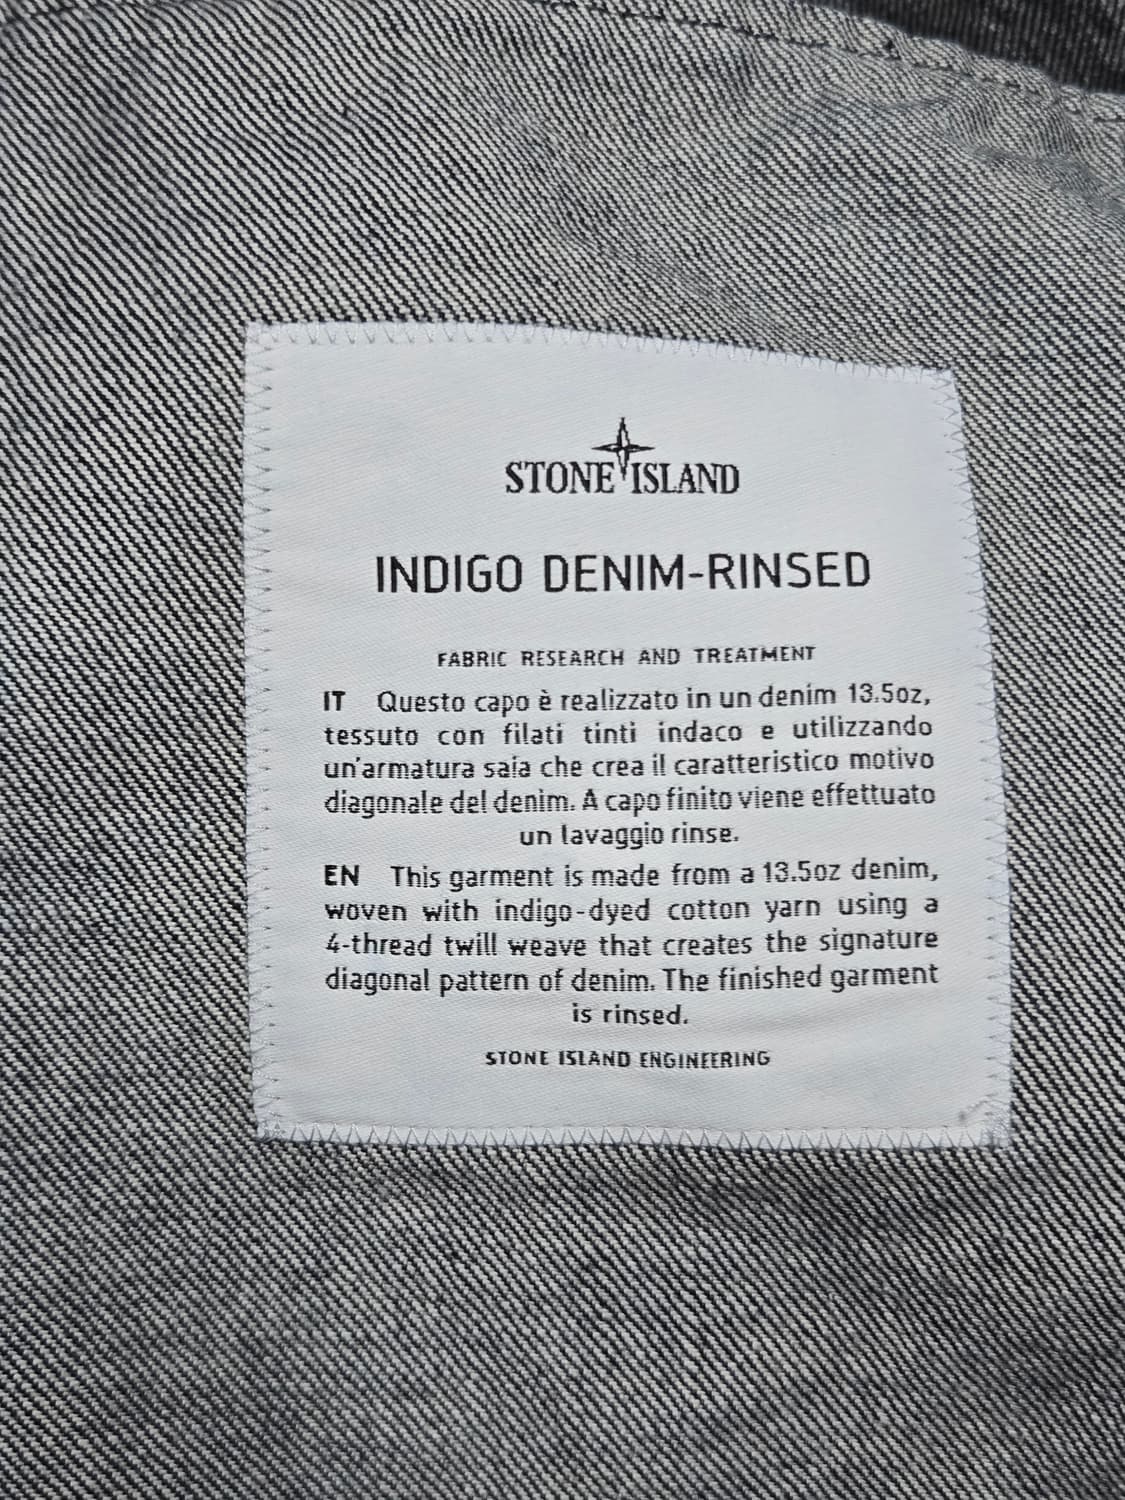 STONE ISLAND
INDIGO DENIM-RINSED
FABRIC RESEARCH AND TREATMENT
IT Questo capo è realizzato in un denim 13.5oz,
tessuto con filati tinti indaco e utilizzando
un'armatura saia che crea il caratteristico motivo
diagonale del denim. A capo finito viene effettuato
un lavaggio rinse.
EN This garment is made from a 13.5oz denim,
woven with indigo-dyed cotton yarn using a
4-thread twill weave that creates the signature
diagonal pattern of denim. The finished garment
is rinsed.
STONE ISLAND ENGINEERING